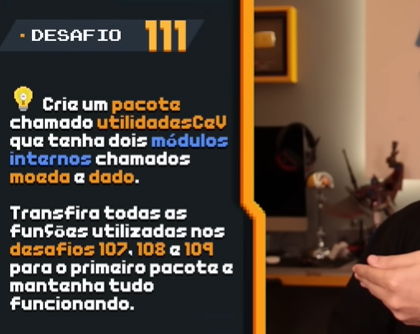 DESAFIO 111
Crie um pacote
chamado utilidadesCeV
que tenha dois módulos
internos chamados
moeda e dado.
Transfira todas as
funções utilizadas nos
desafios 107, 108 e 109
para o primeiro pacote e
mantenha tudo
funcionando.